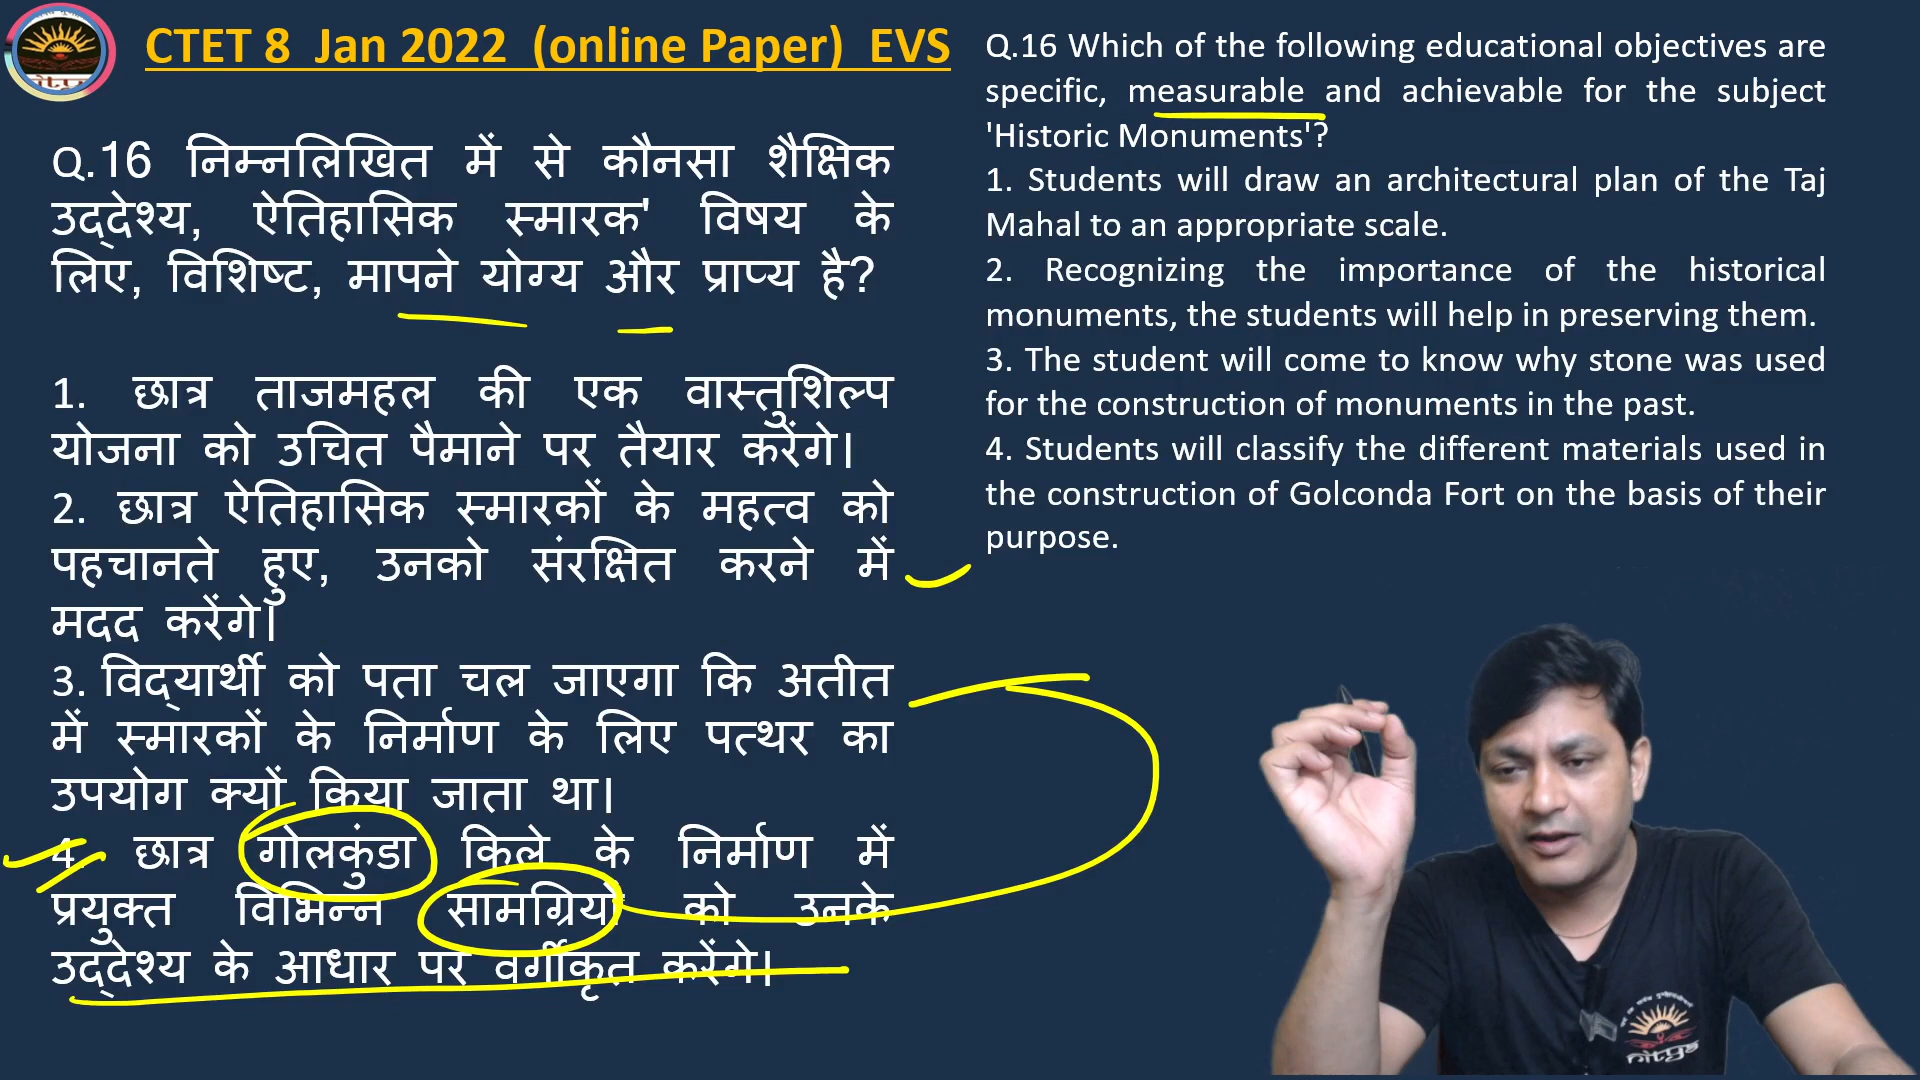 CTET 8 Jan 2022 (online Paper) EVS
Q.16 निम्नलिखित में से कौनसा शैक्षिक
उद्देश्य, ऐतिहासिक स्मारक' विषय के
लिए, विशिष्ट, मापने योग्य और प्राप्य है?
1. छात्र ताजमहल की एक वास्तुशिल्प
योजना को उचित पैमाने पर तैयार करेंगे।
2. छात्र ऐतिहासिक स्मारकों के महत्व को
पहचानते हुए, उनको संरक्षित करने में
मदद करेंगे।
3. विद्यार्थी को पता चल जाएगा कि अतीत
में स्मारकों के निर्माण के लिए पत्थर का
उपयोग क्यों किया जाता था।
4. छात्र गोलकुंडा किले के निर्माण में
प्रयुक्त विभिन्न सामग्रियों को उनके
उद्देश्य के आधार पर वर्गीकृत करेंगे।
Q.16 Which of the following educational objectives are
specific, measurable and achievable for the subject
'Historic Monuments'?
1. Students will draw an architectural plan of the Taj
Mahal to an appropriate scale.
2. Recognizing the importance of the historical
monuments, the students will help in preserving them.
3. The student will come to know why stone was used
for the construction of monuments in the past.
4. Students will classify the different materials used in
the construction of Golconda Fort on the basis of their
purpose.
nitya